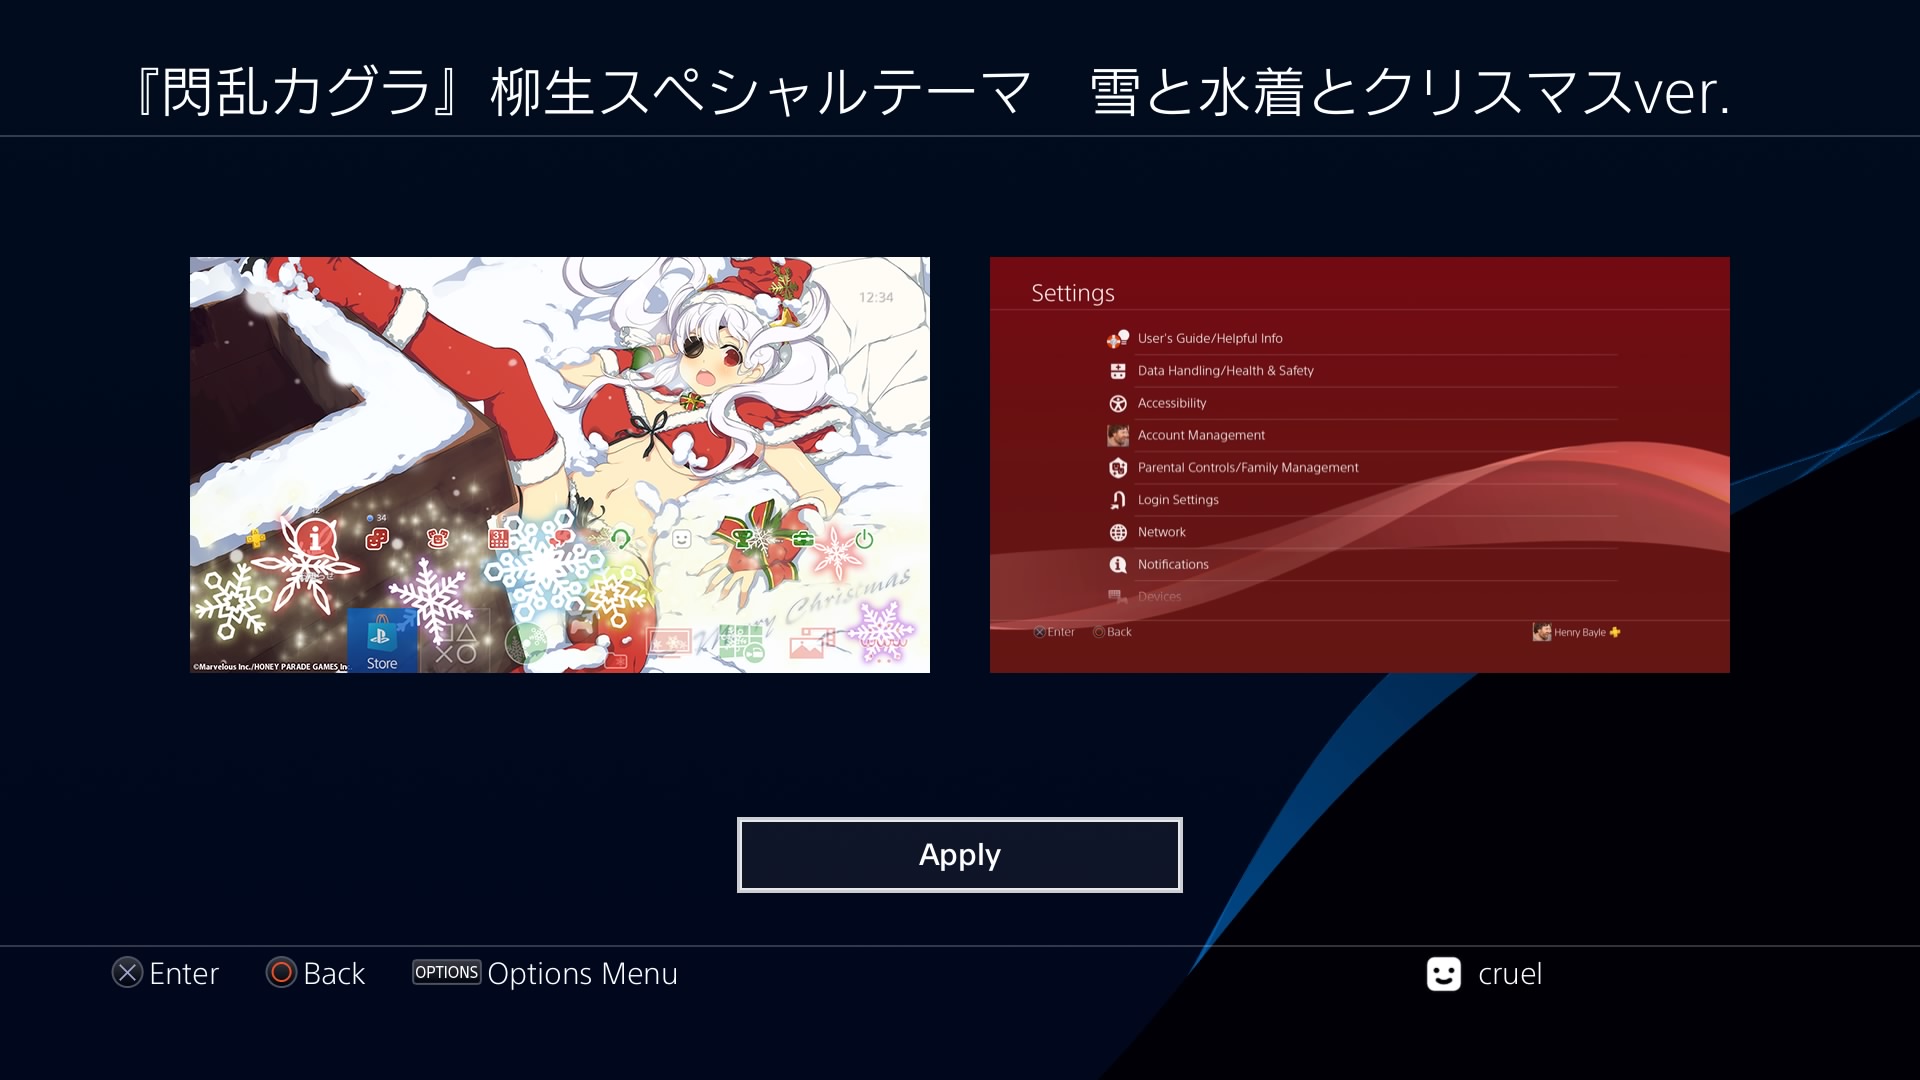 『閃乱カグラ』柳生スペシャルテーマ　雪と水着とクリスマスver.
12:34
34
31
Merry Christmas
Store
©Marvelous Inc./HONEY PARADE GAMES Inc.
Settings
User's Guide/Helpful Info
Data Handling/Health & Safety
Accessibility
Account Management
Parental Controls/Family Management
Login Settings
Network
Notifications
Devices
Enter
Back
Henry Bayle
Apply
Enter
Back
OPTIONS Options Menu
cruel